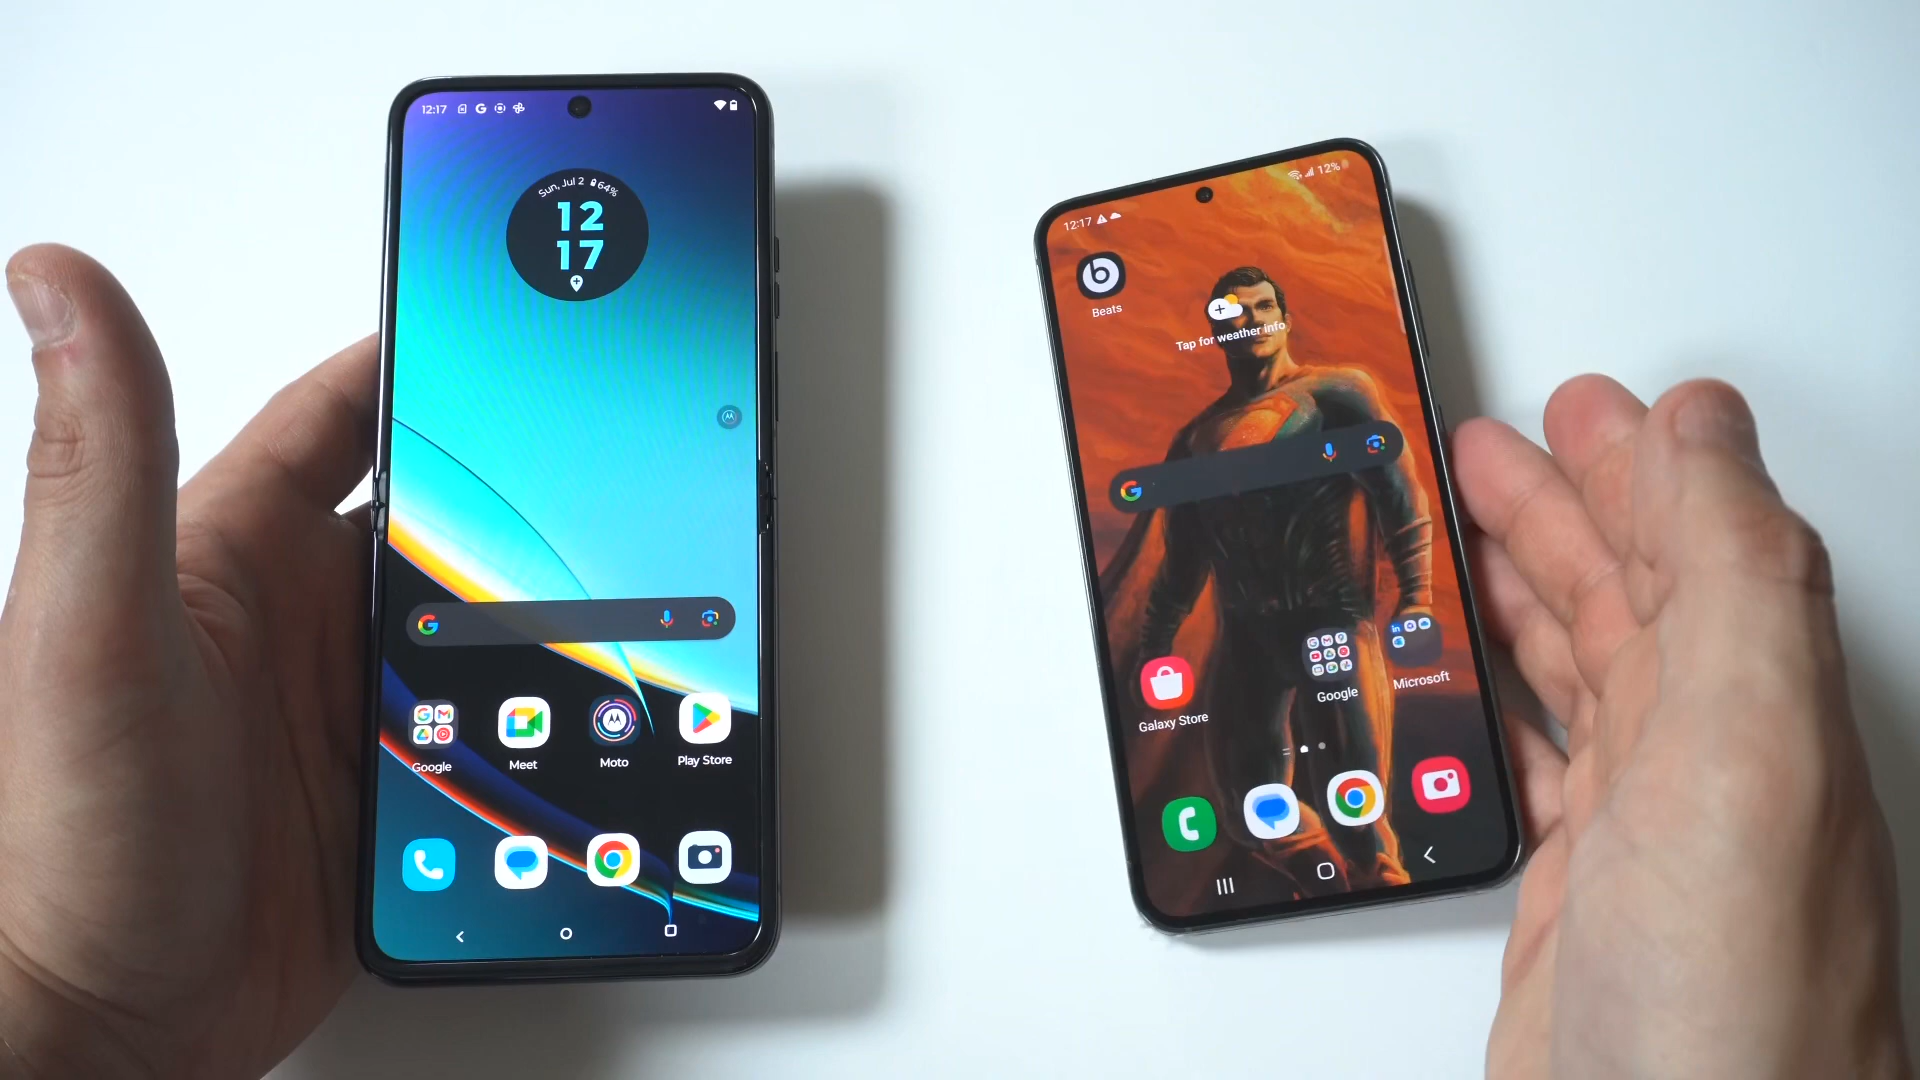 12:17
Sun, Jul 2 64%
12
17
Google
Meet
Moto
Play Store
12:17
12%
Beats
Tap for weather info
Galaxy Store
Google
Microsoft